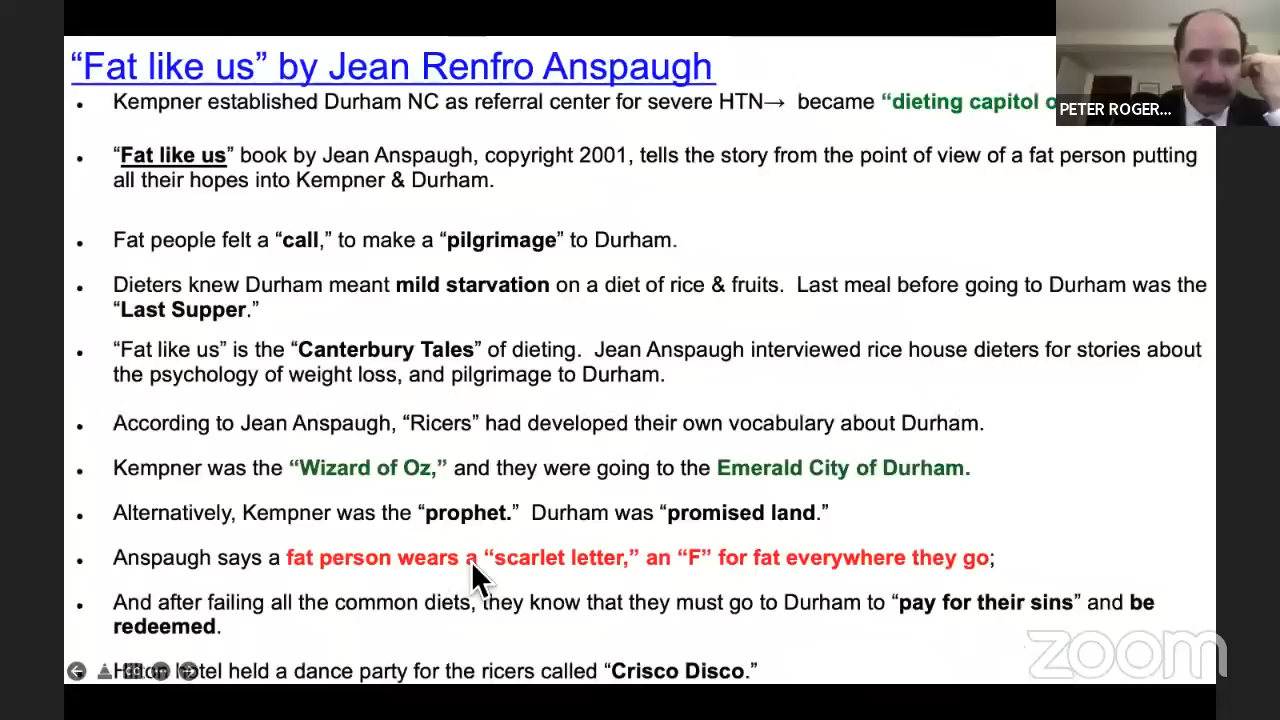 “Fat like us” by Jean Renfro Anspaugh
• Kempner established Durham NC as referral center for severe HTN→ became “dieting capitol
PETER ROGER...
• “Fat like us” book by Jean Anspaugh, copyright 2001, tells the story from the point of view of a fat person putting
all their hopes into Kempner & Durham.
• Fat people felt a “call,” to make a “pilgrimage” to Durham.
• Dieters knew Durham meant mild starvation on a diet of rice & fruits.  Last meal before going to Durham was the
“Last Supper.”
• “Fat like us” is the “Canterbury Tales” of dieting.  Jean Anspaugh interviewed rice house dieters for stories about
the psychology of weight loss, and pilgrimage to Durham.
• According to Jean Anspaugh, “Ricers” had developed their own vocabulary about Durham.
• Kempner was the “Wizard of Oz,” and they were going to the Emerald City of Durham.
• Alternatively, Kempner was the “prophet.”  Durham was “promised land.”
• Anspaugh says a fat person wears a “scarlet letter,” an “F” for fat everywhere they go;
• And after failing all the common diets, they know that they must go to Durham to “pay for their sins” and be
redeemed.
• Hilton hotel held a dance party for the ricers called “Crisco Disco.”
zoom